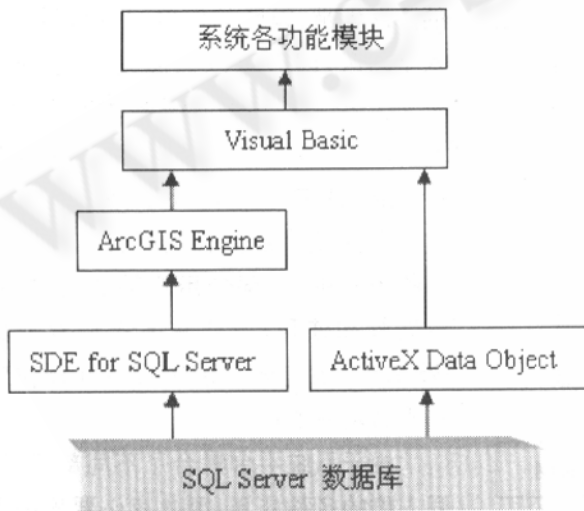 系统各功能模块
Visual Basic
ArcGIS Engine
SDE for SQL Server
ActiveX Data Object
SQL Server 数据库
www.c-